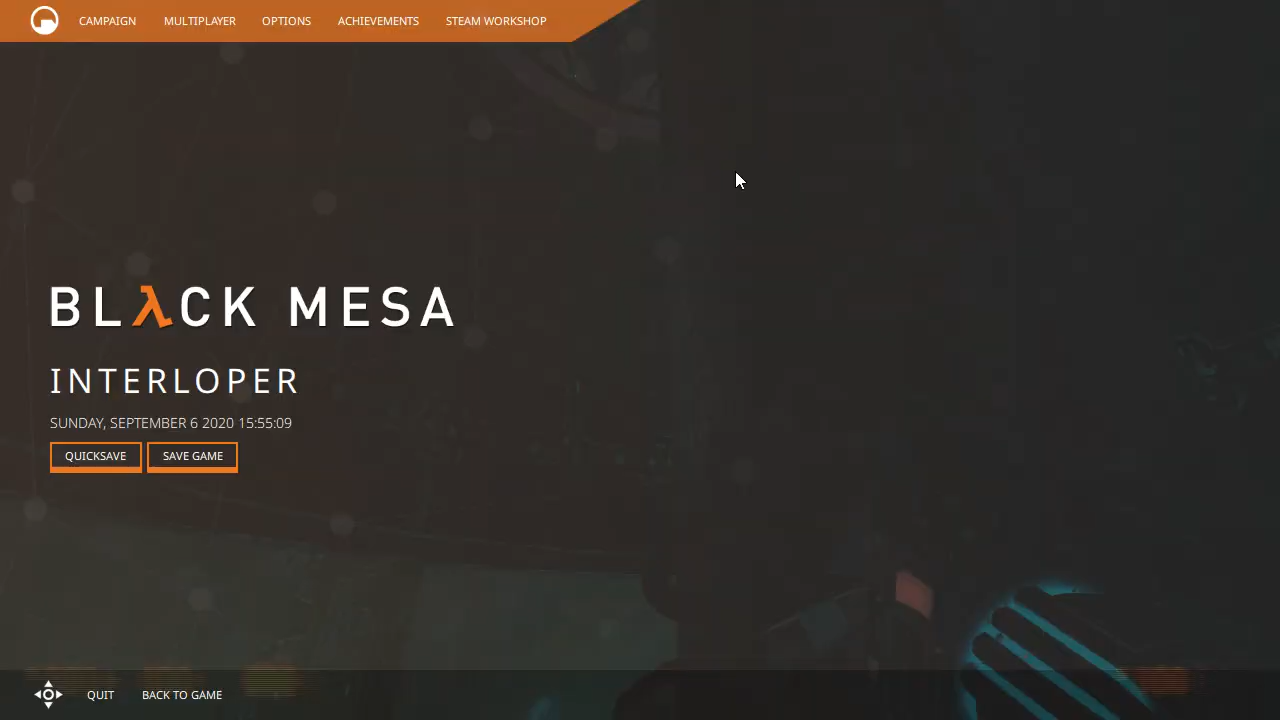 CAMPAIGN MULTIPLAYER OPTIONS ACHIEVEMENTS STEAM WORKSHOP
BLλCK MESA
INTERLOPER
SUNDAY, SEPTEMBER 6 2020 15:55:09
QUICKSAVE SAVE GAME
QUIT BACK TO GAME